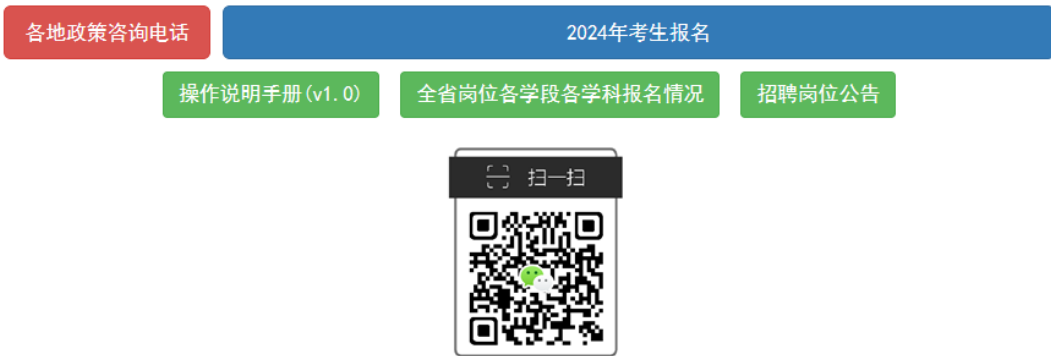 各地政策咨询电话
2024年考生报名
操作说明手册(v1.0)
全省岗位各学段各学科报名情况
招聘岗位公告
扫一扫